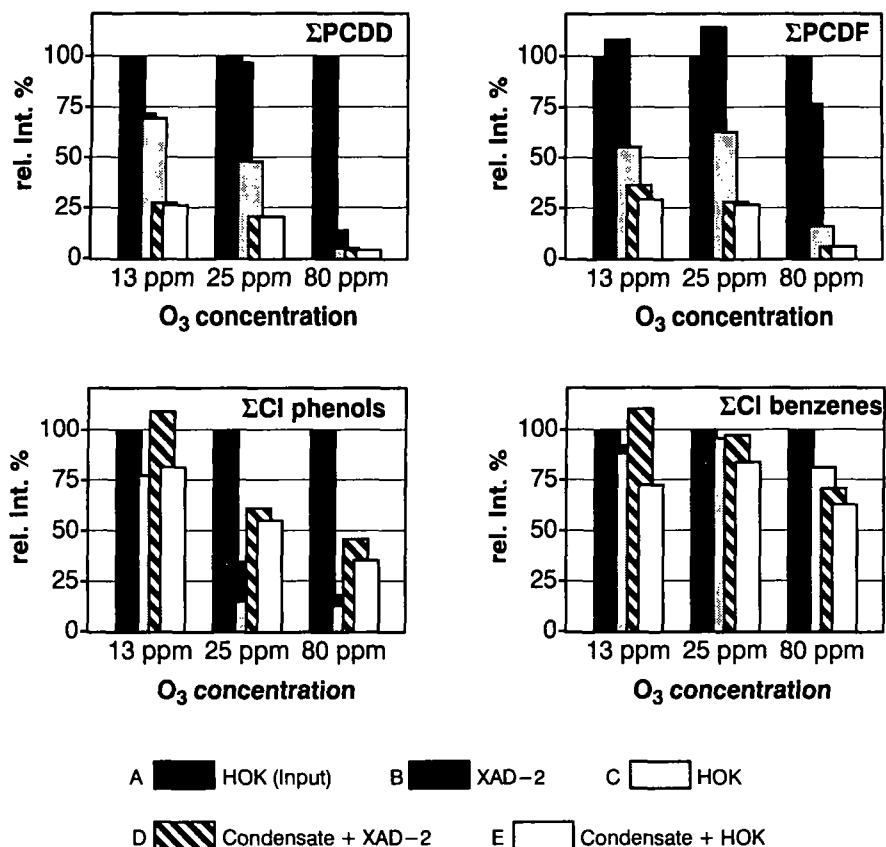 ΣPCDD
rel. Int. %
100
75
50
25
0
13 ppm 25 ppm 80 ppm
O₃ concentration
ΣPCDF
rel. Int. %
100
75
50
25
0
13 ppm 25 ppm 80 ppm
O₃ concentration
ΣCl phenols
rel. Int. %
100
75
50
25
0
13 ppm 25 ppm 80 ppm
O₃ concentration
ΣCl benzenes
rel. Int. %
100
75
50
25
0
13 ppm 25 ppm 80 ppm
O₃ concentration
A HOK (Input) B XAD-2 C HOK
D Condensate + XAD-2 E Condensate + HOK